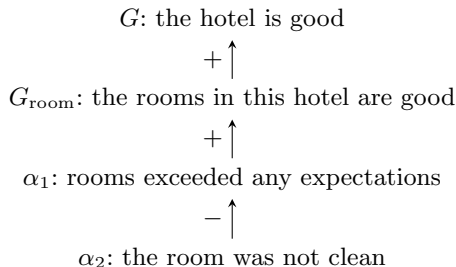 G: the hotel is good
+
G_room: the rooms in this hotel are good
+
α₁: rooms exceeded any expectations
−
α₂: the room was not clean